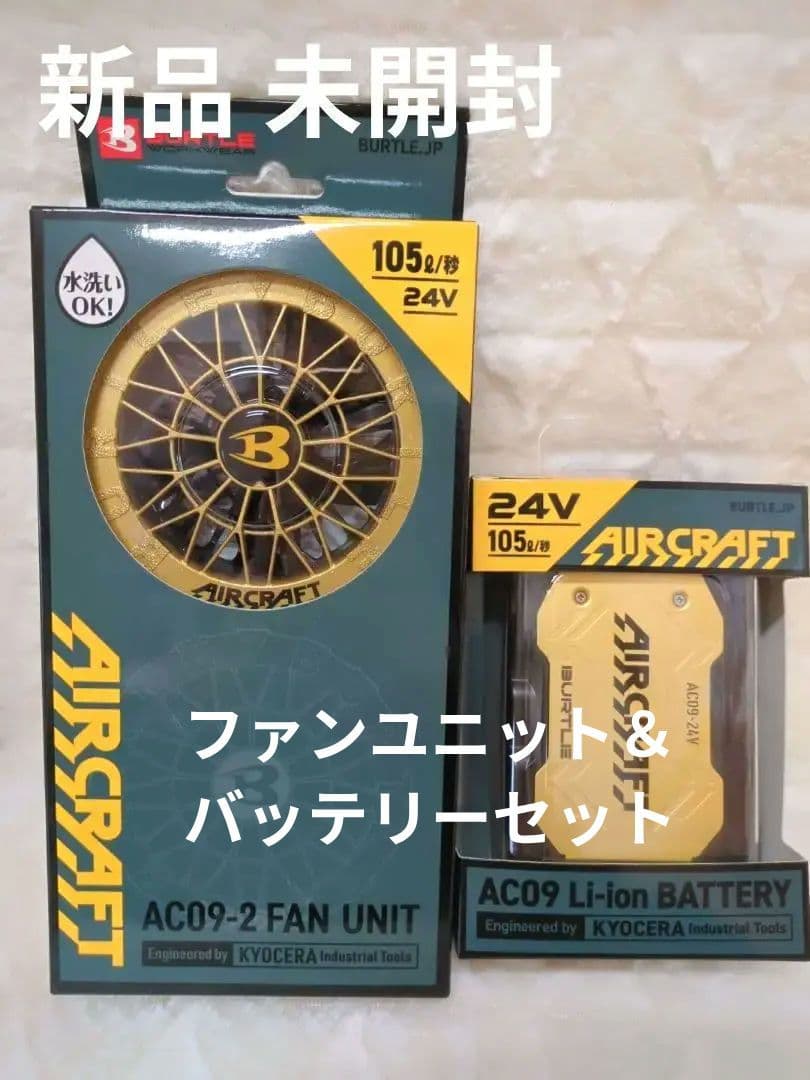 新品 未開封
BURTLE
WORKWEAR
BURTLE.JP
水洗い
OK!
105ℓ/秒
24V
B
AIRCRAFT
AIRCRAFT
AC09-2 FAN UNIT
Engineered by KYOCERA Industrial Tools
24V
105ℓ/秒
BURTLE.JP
AIRCRAFT
AIRCRAFT
BURTLE
AC09-24V
ファンユニット&
バッテリーセット
AC09 Li-ion BATTERY
Engineered by KYOCERA Industrial Tools